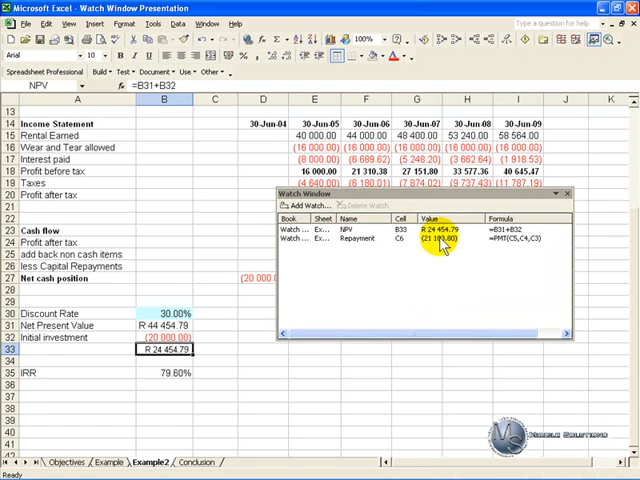 Microsoft Excel - Watch Window Presentation
File Edit View Insert Format Tools Data Window Help
Type a question for help
100%
Arial 10 B I U
Spreadsheet Professional Build Test Document Use Other
NPV =B31+B32
A B C D E F G H I J K
13
14 Income Statement 30-Jun-04 30-Jun-05 30-Jun-06 30-Jun-07 30-Jun-08 30-Jun-09
15 Rental Earned 40 000.00 44 000.00 48 400.00 53 240.00 58 564.00
16 Wear and Tear allowance (16 000.00) (16 000.00) (16 000.00) (16 000.00) (16 000.00)
17 Interest paid (8 000.00) (6 689.62) (5 248.20) (3 662.64) (1 918.53)
18 Profit before tax 16 000.00 21 310.38 27 151.80 33 577.36 40 645.47
19 Taxes (4 640.00) (6 180.01) (7 874.02) (9 737.43) (11 787.19)
20 Profit after tax
21
22
23 Cash flow
24 Profit after tax
25 add back non cash items
26 less Capital Repayments
27 Net cash position (20 000.0
28
29
30 Discount Rate 30.00%
31 Net Present Value R 44 454.79
32 Initial investment (20 000.00)
33 R 24 454.79
34
35 IRR 79.60%
36
37
38
39
40
41
42
Watch Window
Add Watch... Delete Watch
Book Sheet Name Cell Value Formula
Watch ... Ex... NPV B33 R 24 454.79 =B31+B32
Watch ... Ex... Repayment C6 =PMT(C5,C4,C3)
Objectives Example Example2 Conclusion
Ready